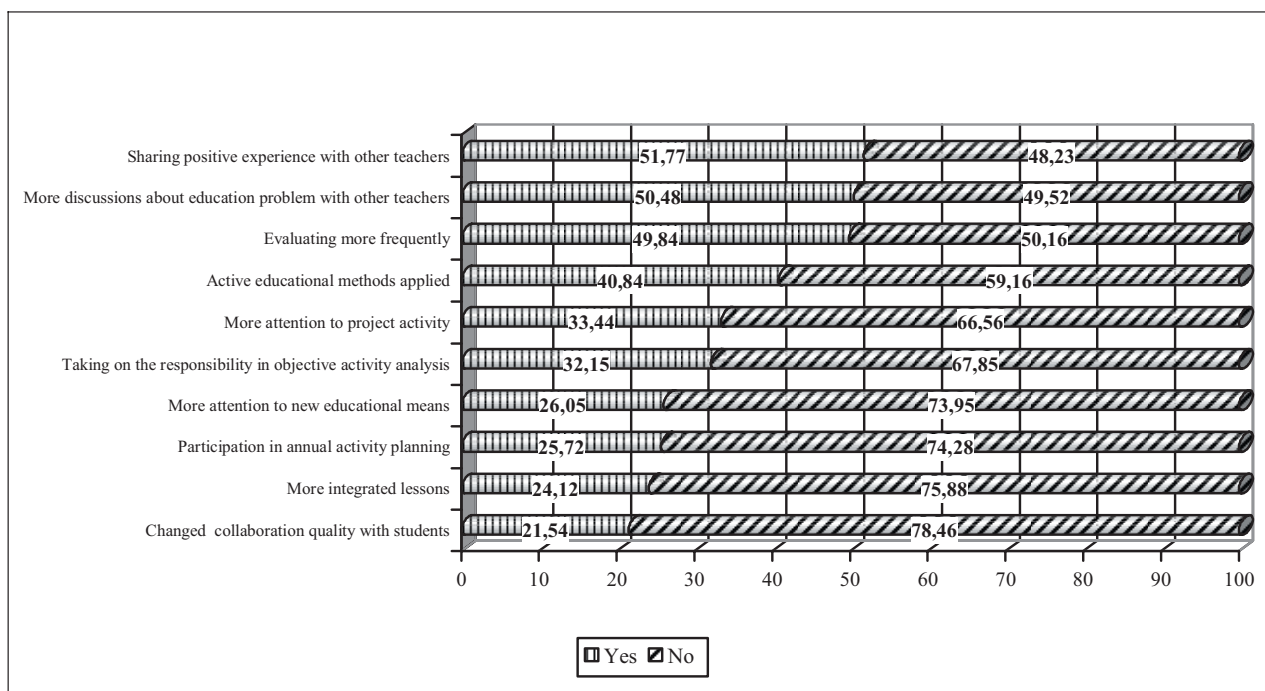 Sharing positive experience with other teachers 51,77 48,23
More discussions about education problem with other teachers 50,48 49,52
Evaluating more frequently 49,84 50,16
Active educational methods applied 40,84 59,16
More attention to project activity 33,44 66,56
Taking on the responsibility in objective activity analysis 32,15 67,85
More attention to new educational means 26,05 73,95
Participation in annual activity planning 25,72 74,28
More integrated lessons 24,12 75,88
Changed collaboration quality with students 21,54 78,46
0 10 20 30 40 50 60 70 80 90 100
Yes No